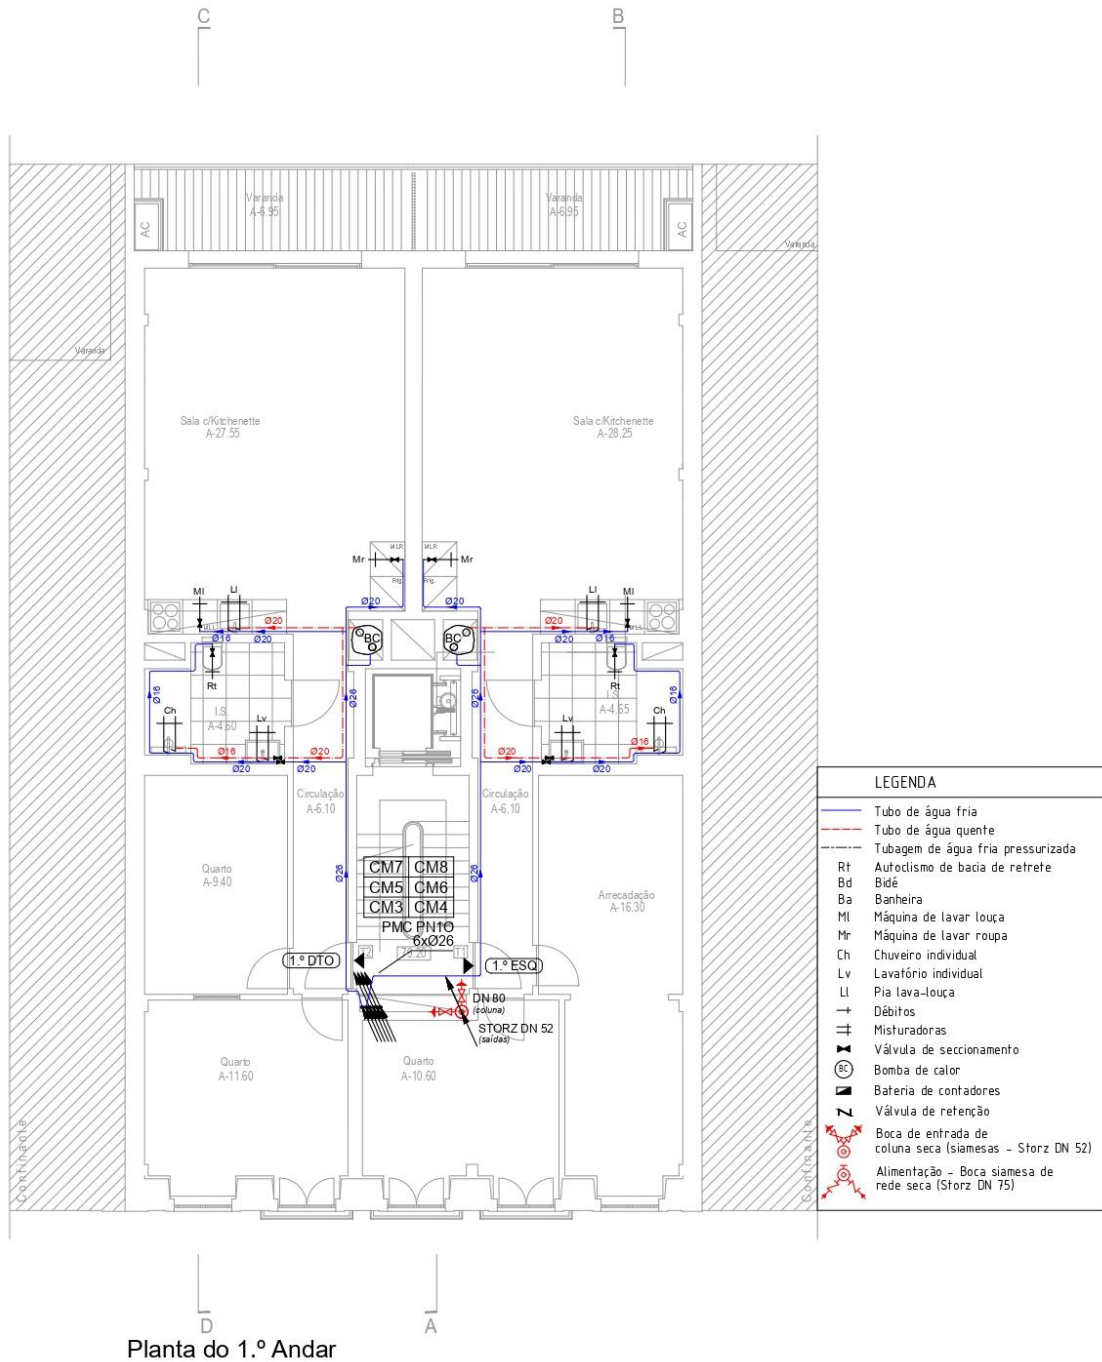 C
B
Varanda
A-6.95
Varanda
A-6.95
AC
AC
Varanda
Varanda
Sala c/Kitchenette
A-27.55
Sala c/Kitchenette
A-28.25
Mr
MLR
MLR
Mr
Frig.
Frig.
Ml
Ll
Ll
Ml
Ø20
Ø20
Ø20
Ø20
MLL
MLL
Ø16
Ø20
BC
BC
Ø20
Ø16
Rt
Rt
Ø16
Ø16
I.S.
A-4.60
I.S.
A-4.65
Ø26
Ø26
Ch
Lv
Lv
Ch
Ø16
Ø20
Ø20
Ø16
Ø20
Ø20
Ø20
Ø20
Circulação
A-6.10
Circulação
A-6.10
Quarto
A-9.40
Arrecadação
A-16.30
Ø26
Ø26
CM7 CM8
CM5 CM6
CM3 CM4
PMC PN10
6xØ26
T2
79.20
1.º DTO
1.º ESQ
DN 80
(coluna)
STORZ DN 52
(saídas)
Quarto
A-11.60
Quarto
A-10.60
Confinante
Confinante
LEGENDA
Tubo de água fria
Tubo de água quente
Tubagem de água fria pressurizada
Rt Autoclismo de bacia de retrete
Bd Bidé
Ba Banheira
Ml Máquina de lavar louça
Mr Máquina de lavar roupa
Ch Chuveiro individual
Lv Lavatório individual
Ll Pia lava-louça
Débitos
Misturadoras
Válvula de seccionamento
BC Bomba de calor
Bateria de contadores
Válvula de retenção
Boca de entrada de
coluna seca (siamesas - Storz DN 52)
Alimentação - Boca siamesa de
rede seca (Storz DN 75)
D
A
Planta do 1.º Andar